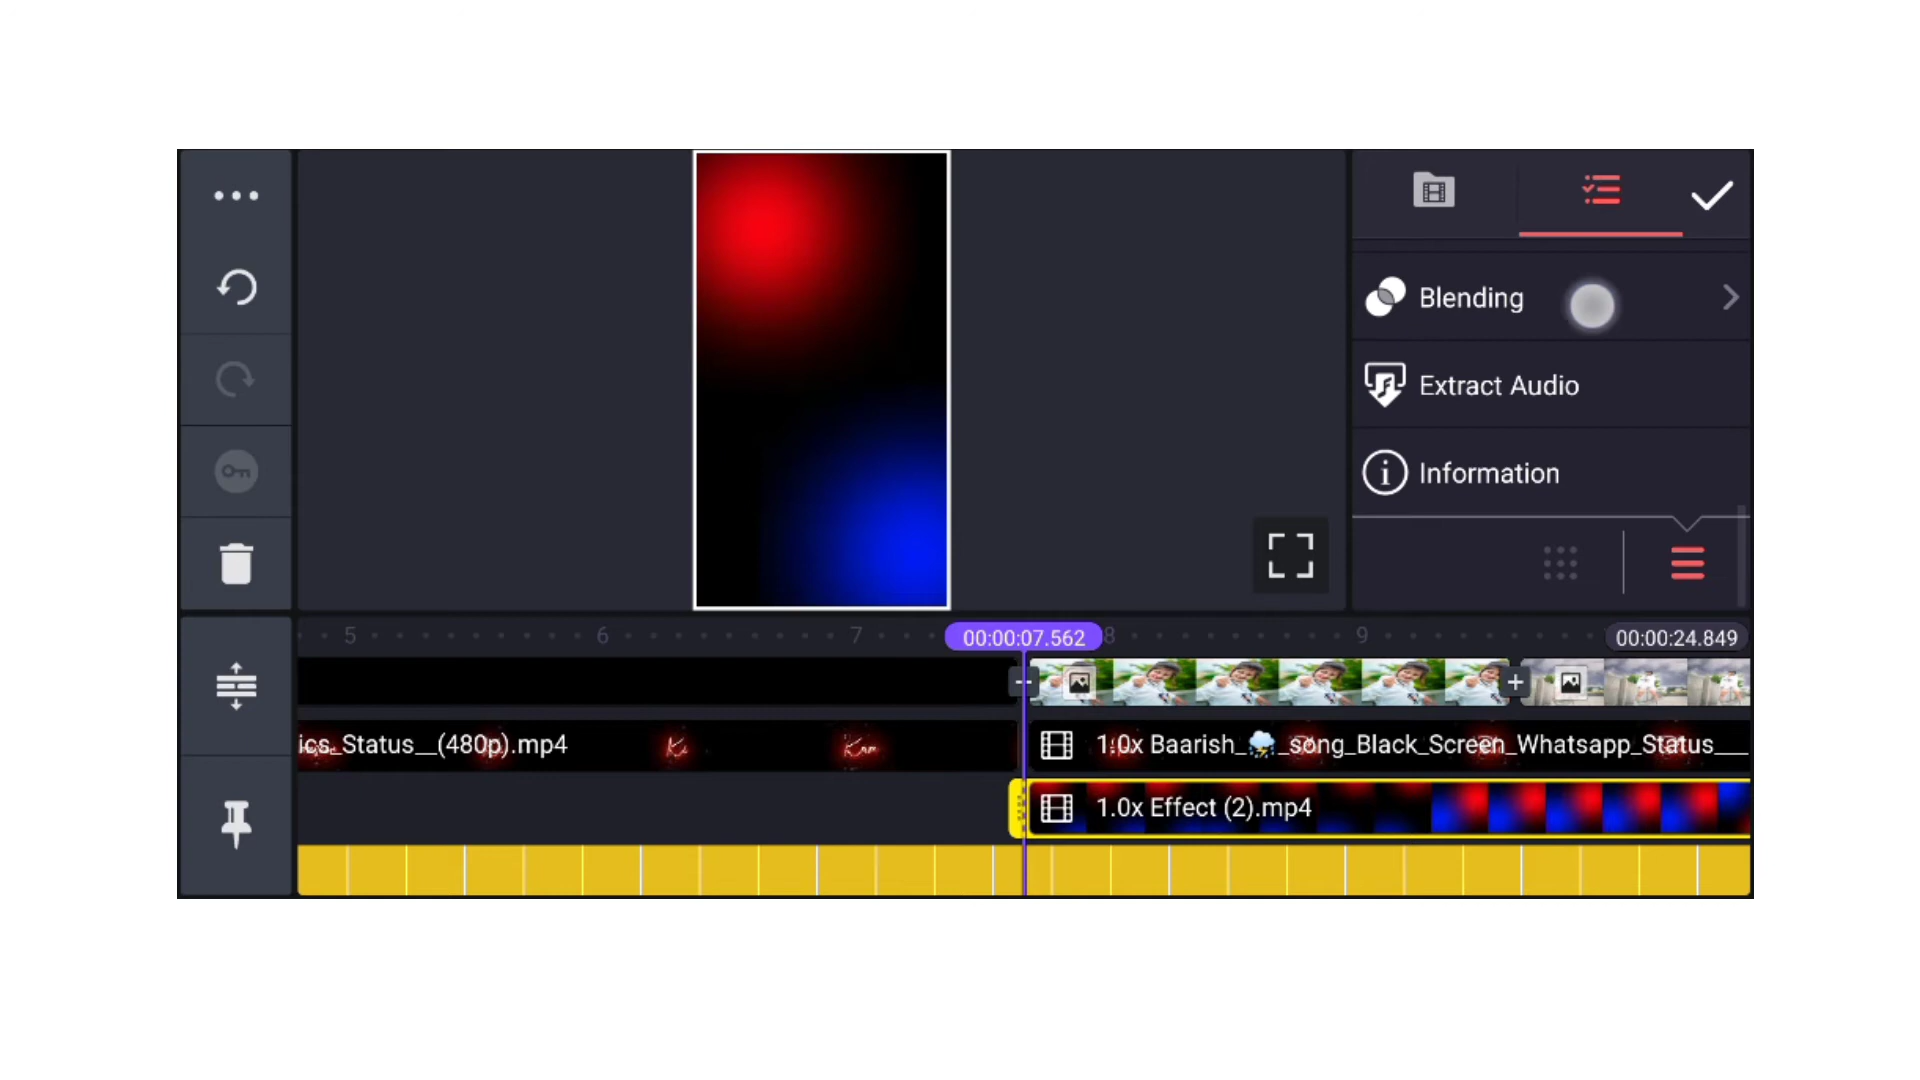 Blending
Extract Audio
Information
5 6 7 00:00:07.562 8 9 00:00:24.849
ics_Status__(480p).mp4
1.0x Baarish_🌩️_song_Black_Screen_Whatsapp_Status___
1.0x Effect (2).mp4